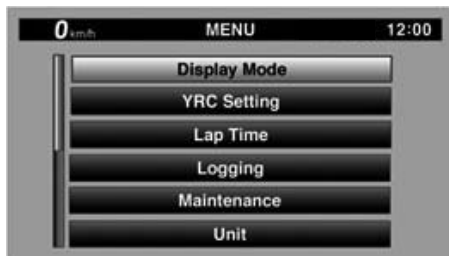 0 km/h MENU 12:00
Display Mode
YRC Setting
Lap Time
Logging
Maintenance
Unit